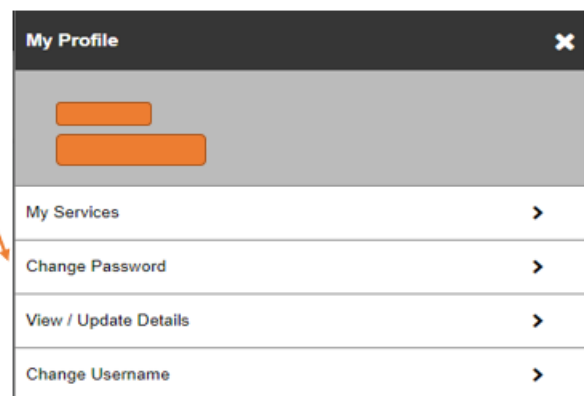 My Profile
My Services
Change Password
View / Update Details
Change Username